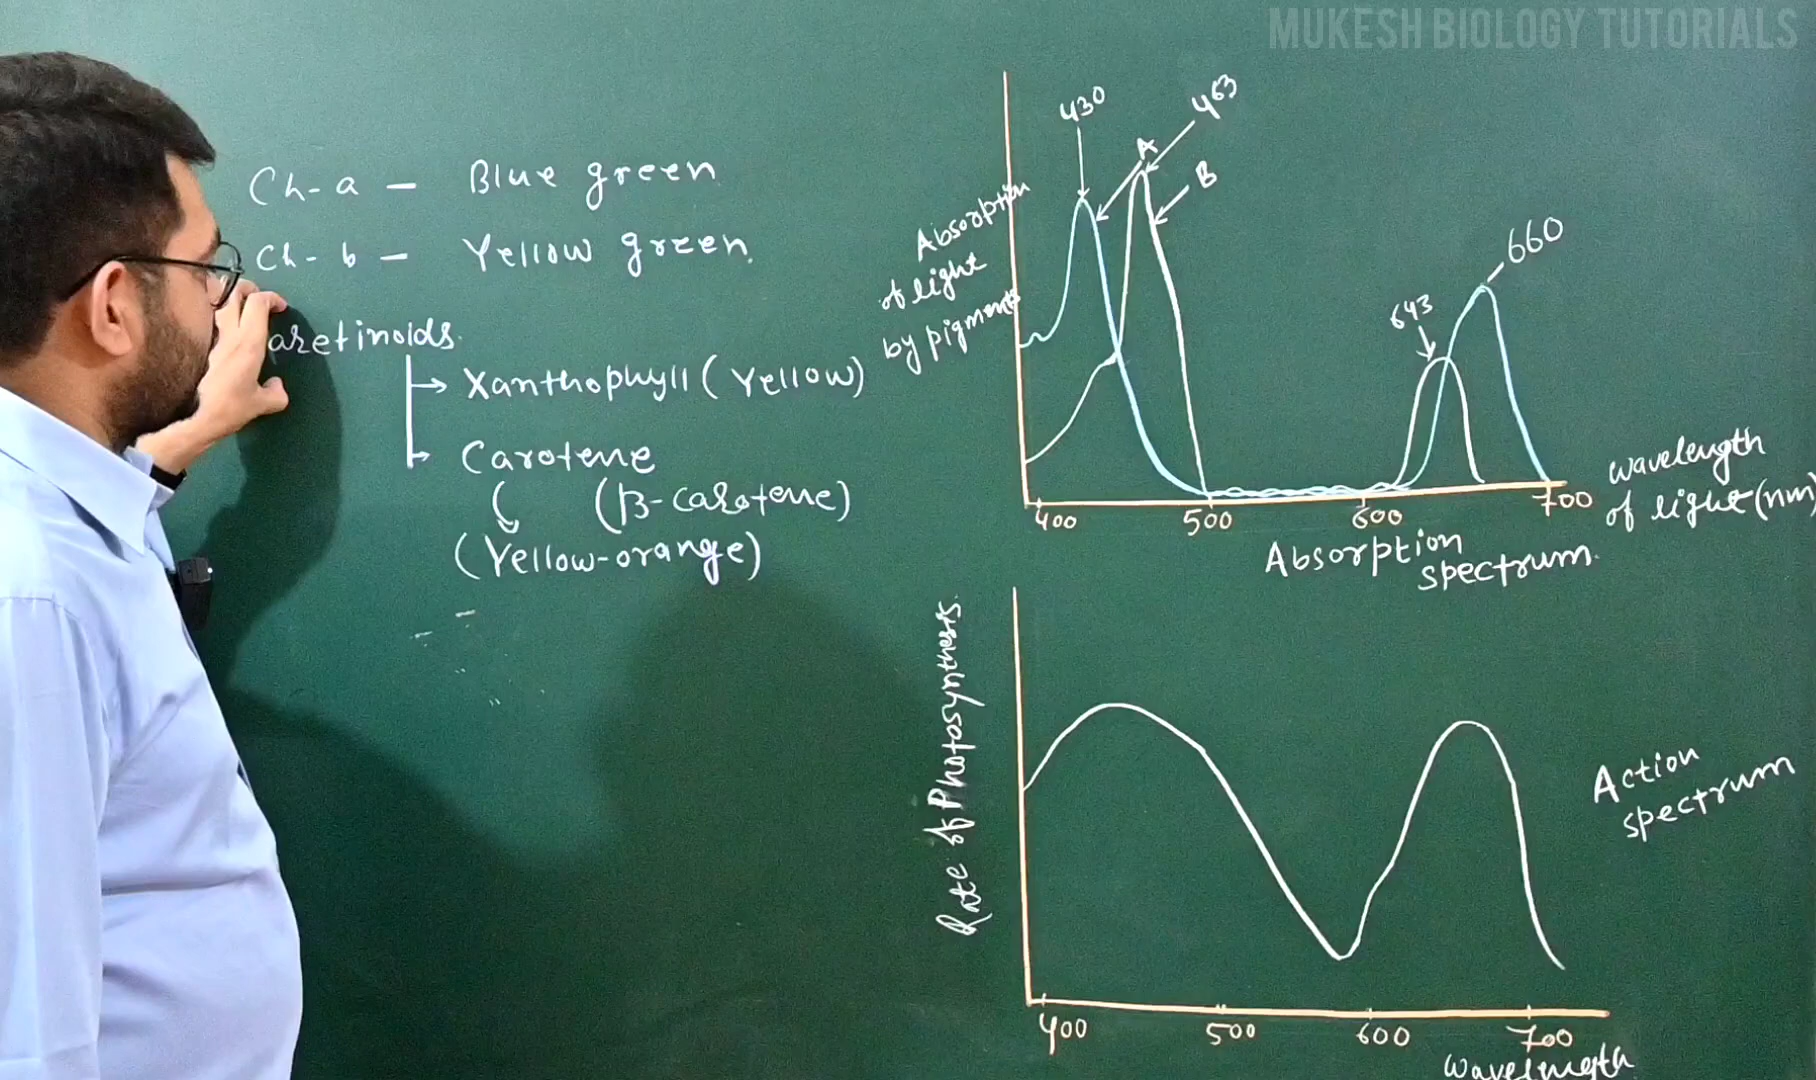 MUKESH BIOLOGY TUTORIALS
Ch-a - Blue green
Ch-b - Yellow green.
aretinoids.
Xanthophyll (Yellow)
Carotene
(β-carotene)
(Yellow-orange)
Absorption
of light
by pigments
430
A
463
B
643
660
400
500
600
700
wavelength
of light (nm)
Absorption
spectrum.
Rate of Photosynthesis
Action
spectrum
400
500
600
700
wavelength